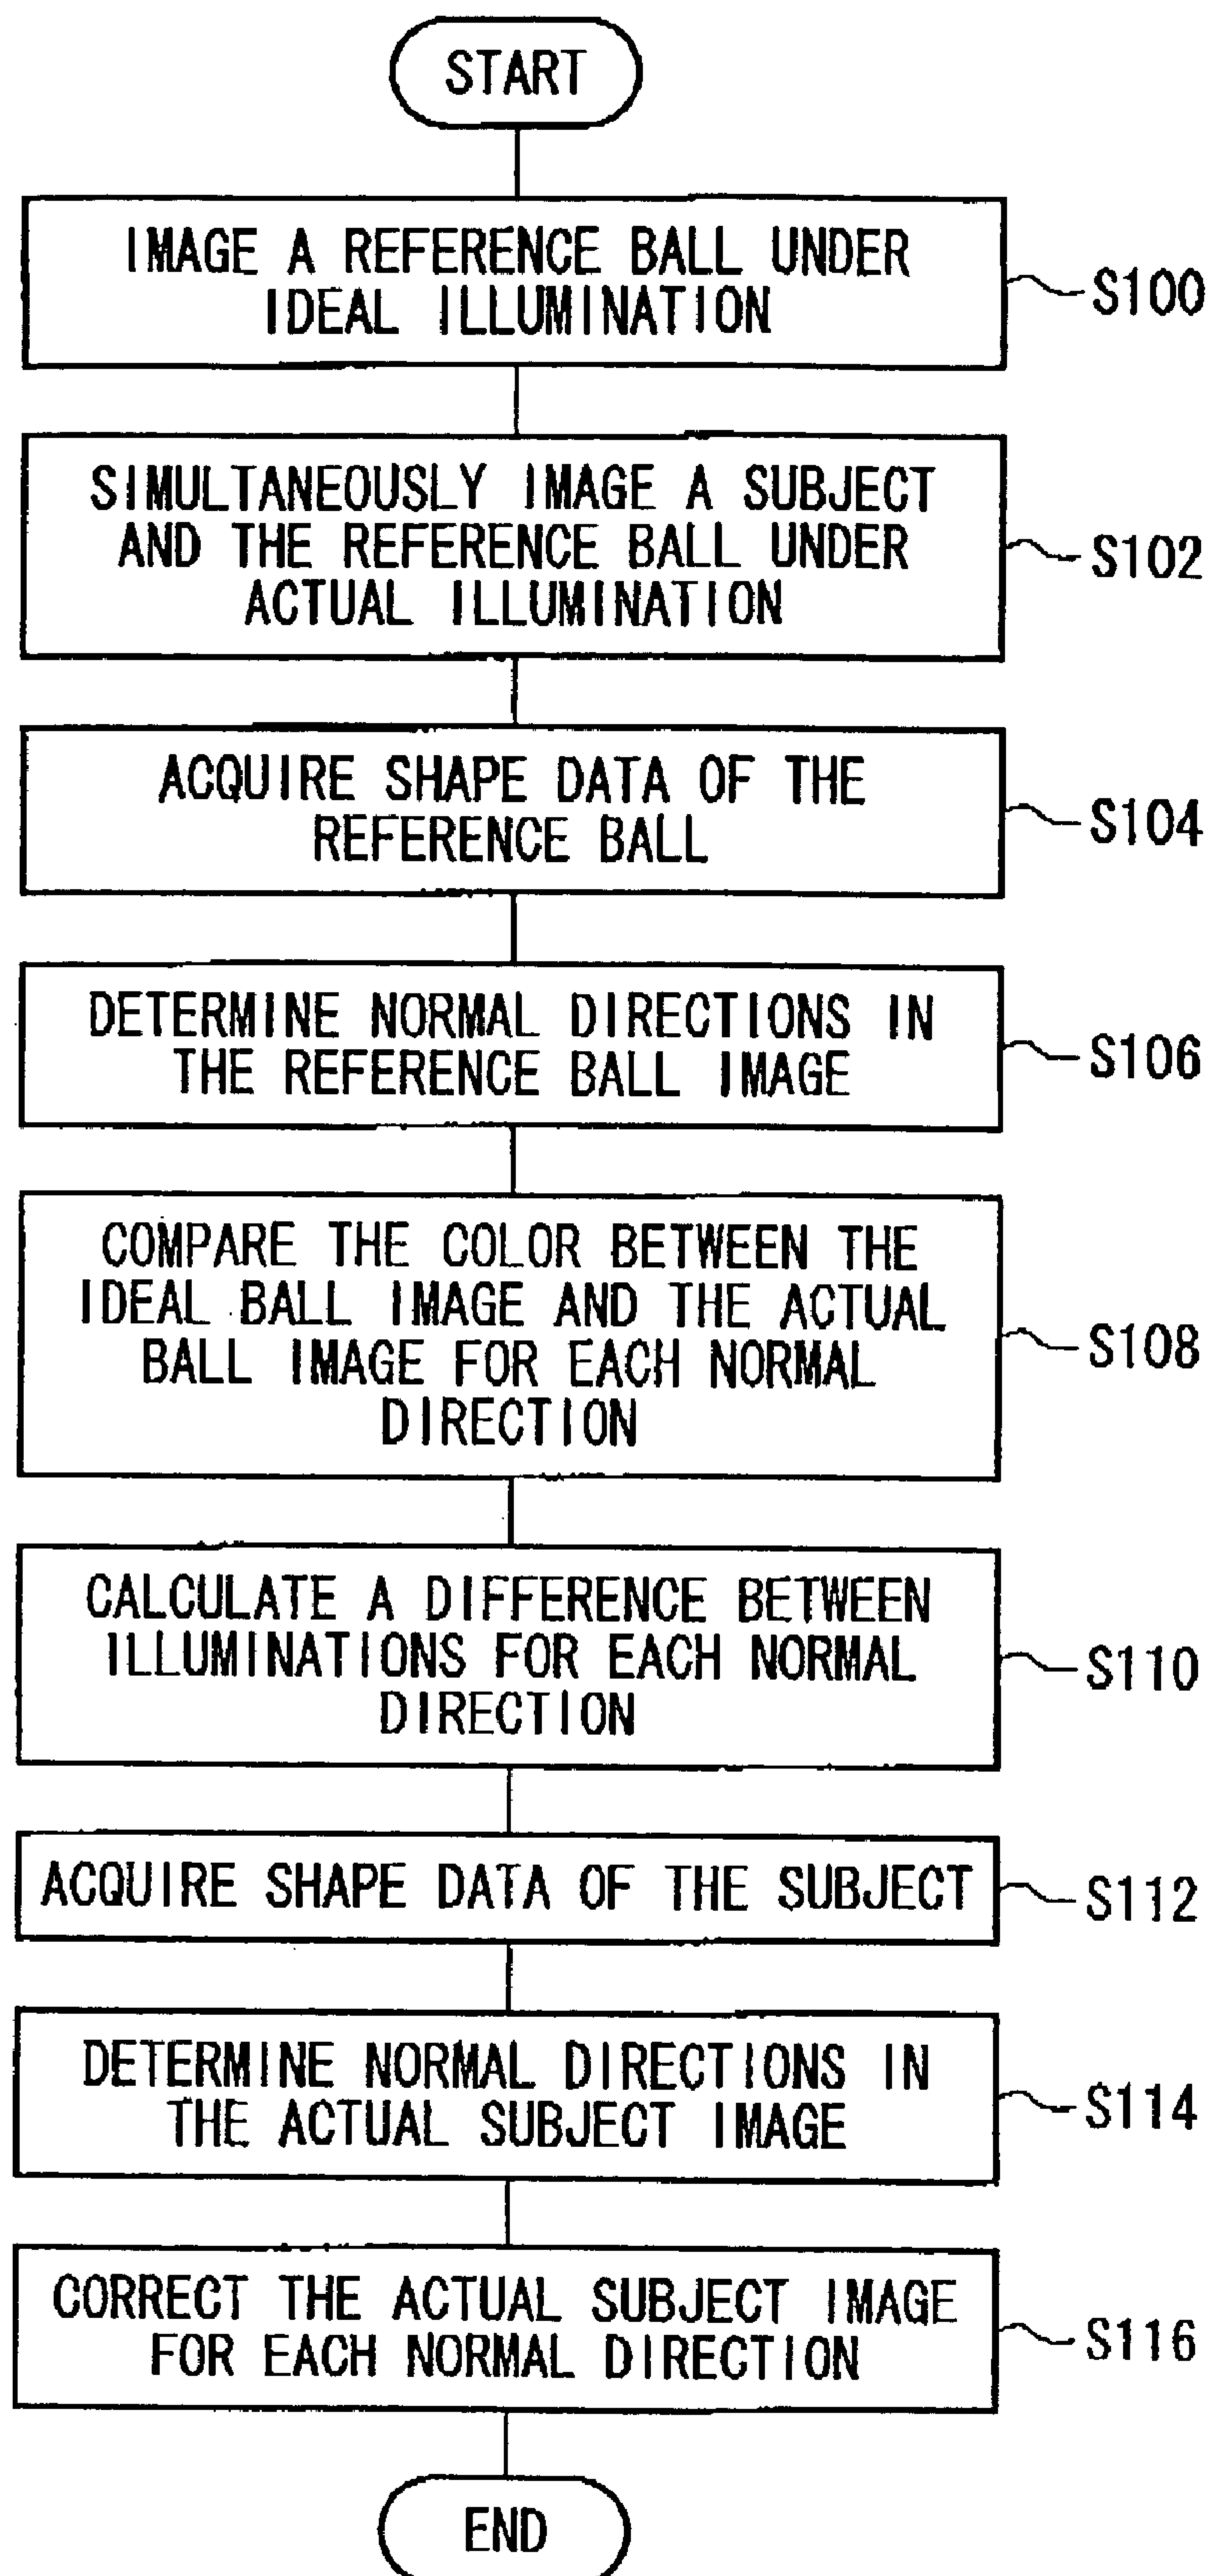 START
IMAGE A REFERENCE BALL UNDER
IDEAL ILLUMINATION
S100
SIMULTANEOUSLY IMAGE A SUBJECT
AND THE REFERENCE BALL UNDER
ACTUAL ILLUMINATION
S102
ACQUIRE SHAPE DATA OF THE
REFERENCE BALL
S104
DETERMINE NORMAL DIRECTIONS IN
THE REFERENCE BALL IMAGE
S106
COMPARE THE COLOR BETWEEN THE
IDEAL BALL IMAGE AND THE ACTUAL
BALL IMAGE FOR EACH NORMAL
DIRECTION
S108
CALCULATE A DIFFERENCE BETWEEN
ILLUMINATIONS FOR EACH NORMAL
DIRECTION
S110
ACQUIRE SHAPE DATA OF THE SUBJECT
S112
DETERMINE NORMAL DIRECTIONS IN
THE ACTUAL SUBJECT IMAGE
S114
CORRECT THE ACTUAL SUBJECT IMAGE
FOR EACH NORMAL DIRECTION
S116
END